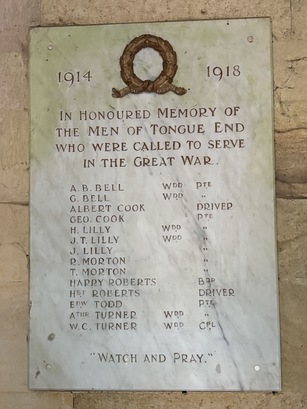 1914 1918
IN HONOURED MEMORY OF
THE MEN OF TONGUE END
WHO WERE CALLED TO SERVE
IN THE GREAT WAR.
A.B. BELL WDD PTE
G. BELL WDD "
ALBERT COOK DRIVER
GEO. COOK PTE
H. LILLY WDD "
J.T. LILLY WDD "
J. LILLY "
R. MORTON "
T. MORTON "
HARRY ROBERTS BDR
HBT ROBERTS DRIVER
EDW TODD PTE
ATHR TURNER WDD "
W.C. TURNER WDD CPL
"WATCH AND PRAY."